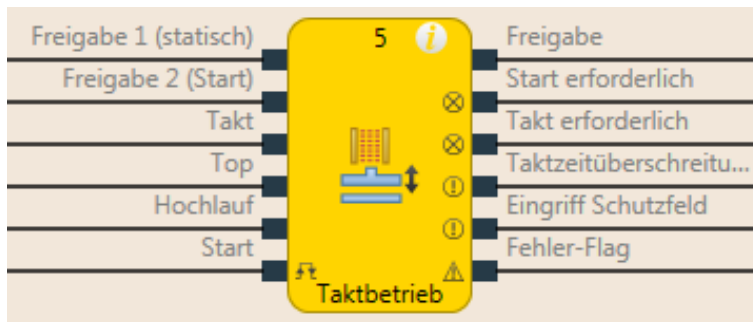 Freigabe 1 (statisch)
Freigabe 2 (Start)
Takt
Top
Hochlauf
Start
5
i
Taktbetrieb
Freigabe
Start erforderlich
Takt erforderlich
Taktzeitüberschreitu...
Eingriff Schutzfeld
Fehler-Flag